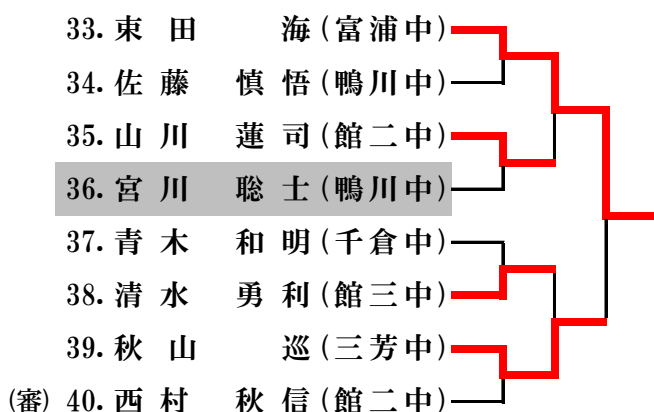 33. 東田 海 (富浦中)
34. 佐藤 慎悟 (鴨川中)
35. 山川 蓮司 (館二中)
36. 宮川 聡士 (鴨川中)
37. 青木 和明 (千倉中)
38. 清水 勇利 (館三中)
39. 秋山 巡 (三芳中)
(審) 40. 西村 秋信 (館二中)